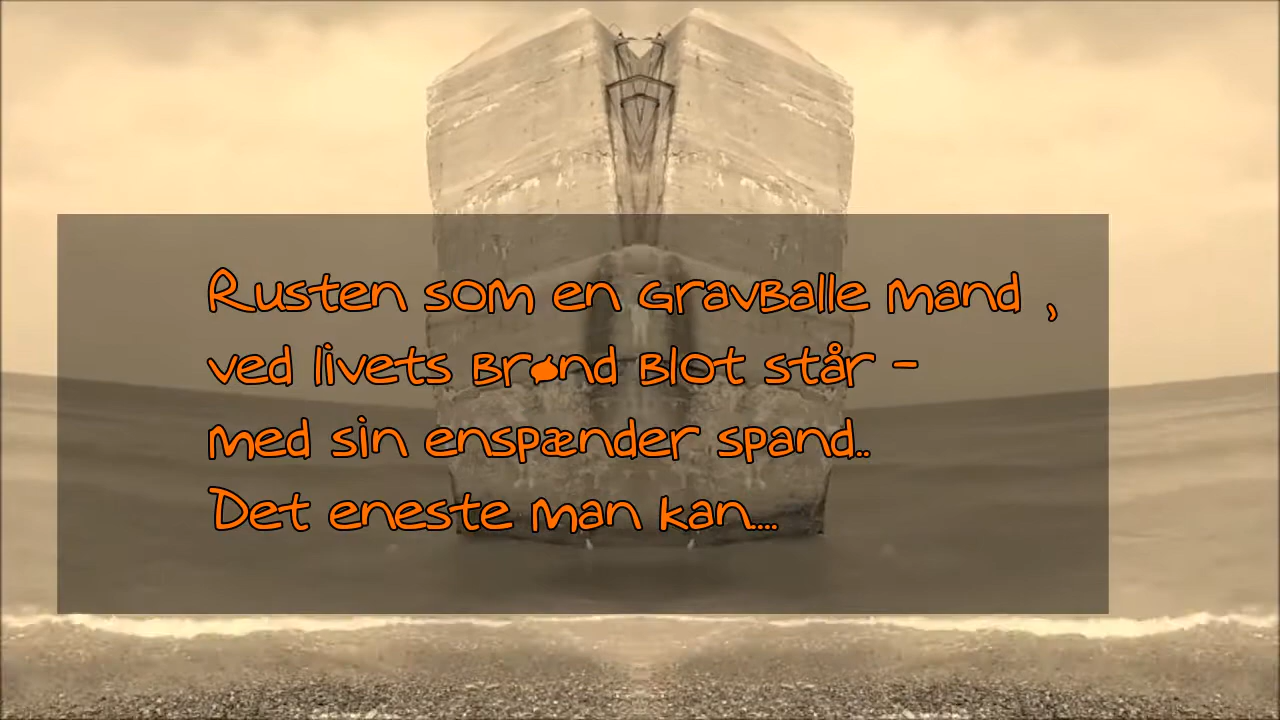 Rusten som en Gravballe mand ,
ved livets Brønd Blot står -
med sin enspænder spand..
Det eneste man kan....